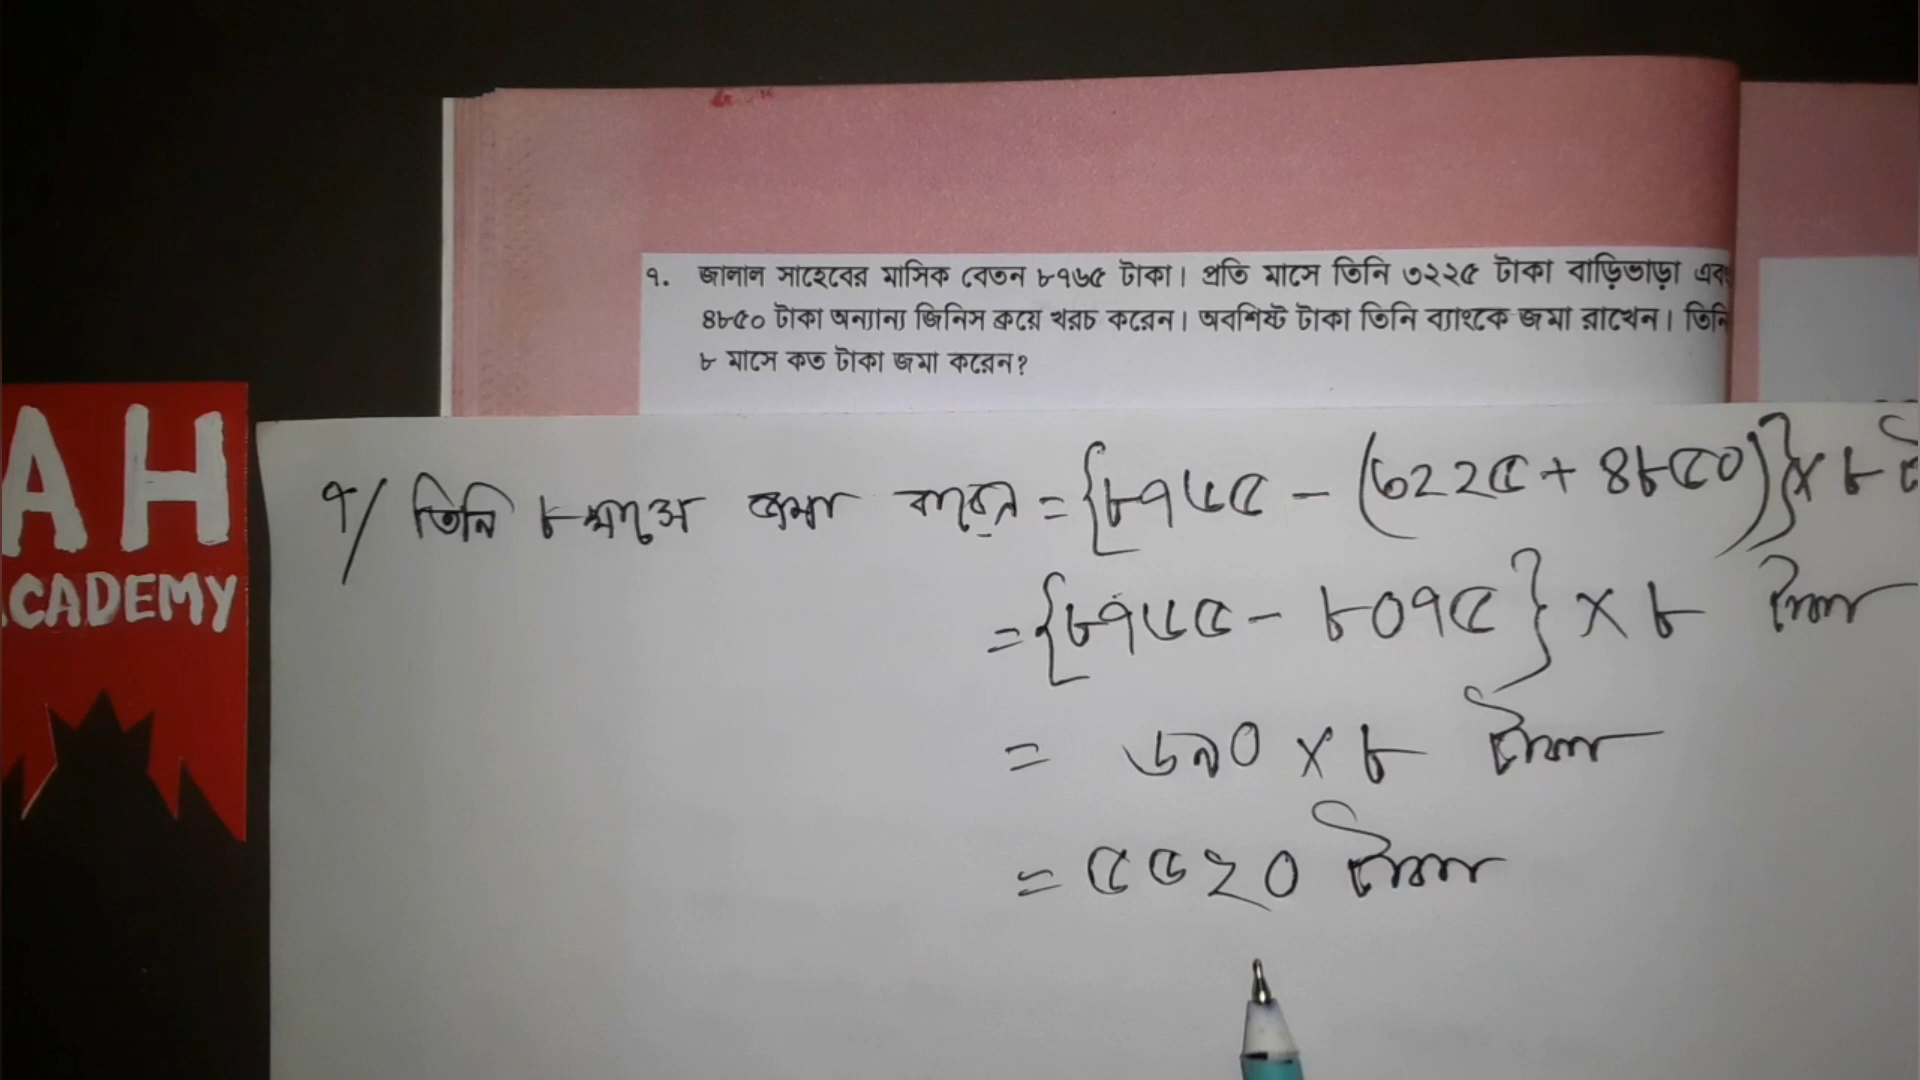 ৭. জালাল সাহেবের মাসিক বেতন ৮৭৬৫ টাকা। প্রতি মাসে তিনি ৩২২৫ টাকা বাড়িভাড়া এবং
৪৮৫০ টাকা অন্যান্য জিনিস ক্রয়ে খরচ করেন। অবশিষ্ট টাকা তিনি ব্যাংকে জমা রাখেন। তিনি
৮ মাসে কত টাকা জমা করেন?
AH
ACADEMY
৭/ তিনি ৮ মাসে জমা করেন = {৮৭৬৫ - (৩২২৫ + ৪৮৫০)} × ৮
= {৮৭৬৫ - ৮০৭৫} × ৮ টাকা
= ৬৯০ × ৮ টাকা
= ৫৫২০ টাকা